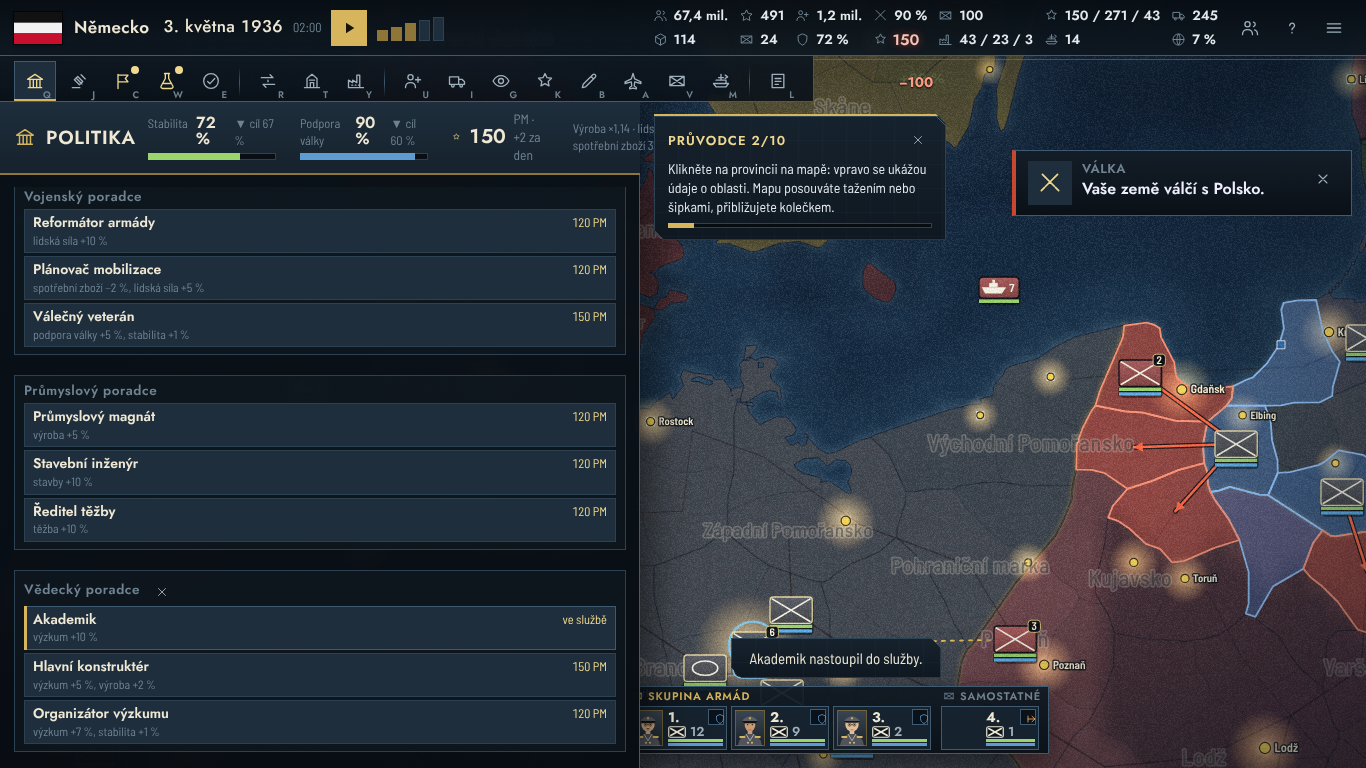 Německo 3. května 1936 02:00
67,4 mil. 491 1,2 mil. 90 % 100 150 / 271 / 43 245
114 24 72 % 150 43 / 23 / 3 14 7 %
?
Q J C W E R T Y U I G K B A V M L
−100
Skåne
POLITIKA
Stabilita 72 % ▼ cíl 67 %
Podpora války 90 % ▼ cíl 60 %
150 PM · +2 za den
Výroba ×1,14 · lids
spotřební zboží 3
PRŮVODCE 2/10
Klikněte na provincii na mapě: vpravo se ukážou
údaje o oblasti. Mapu posouváte tažením nebo
šipkami, přibližujete kolečkem.
VÁLKA
Vaše země válčí s Polsko.
Vojenský poradce
Reformátor armády 120 PM
lidská síla +10 %
Plánovač mobilizace 120 PM
spotřební zboží −2 %, lidská síla +5 %
Válečný veterán 150 PM
podpora války +5 %, stabilita +1 %
Průmyslový poradce
Průmyslový magnát 120 PM
výroba +5 %
Stavební inženýr 120 PM
stavby +10 %
Ředitel těžby 120 PM
těžba +10 %
Vědecký poradce
Akademik ve službě
výzkum +10 %
Hlavní konstruktér 150 PM
výzkum +5 %, výroba +2 %
Organizátor výzkumu 120 PM
výzkum +7 %, stabilita +1 %
7
2
Gdaňsk
Elbing
Rostock
Východní Pomořansko
Západní Pomořansko
Pohraniční marka
Kujavsko
Toruń
3
Poznaň
6
Akademik nastoupil do služby.
SKUPINA ARMÁD
SAMOSTATNÉ
1. 12
2. 9
3. 2
4. 1
Lodž
Lodž